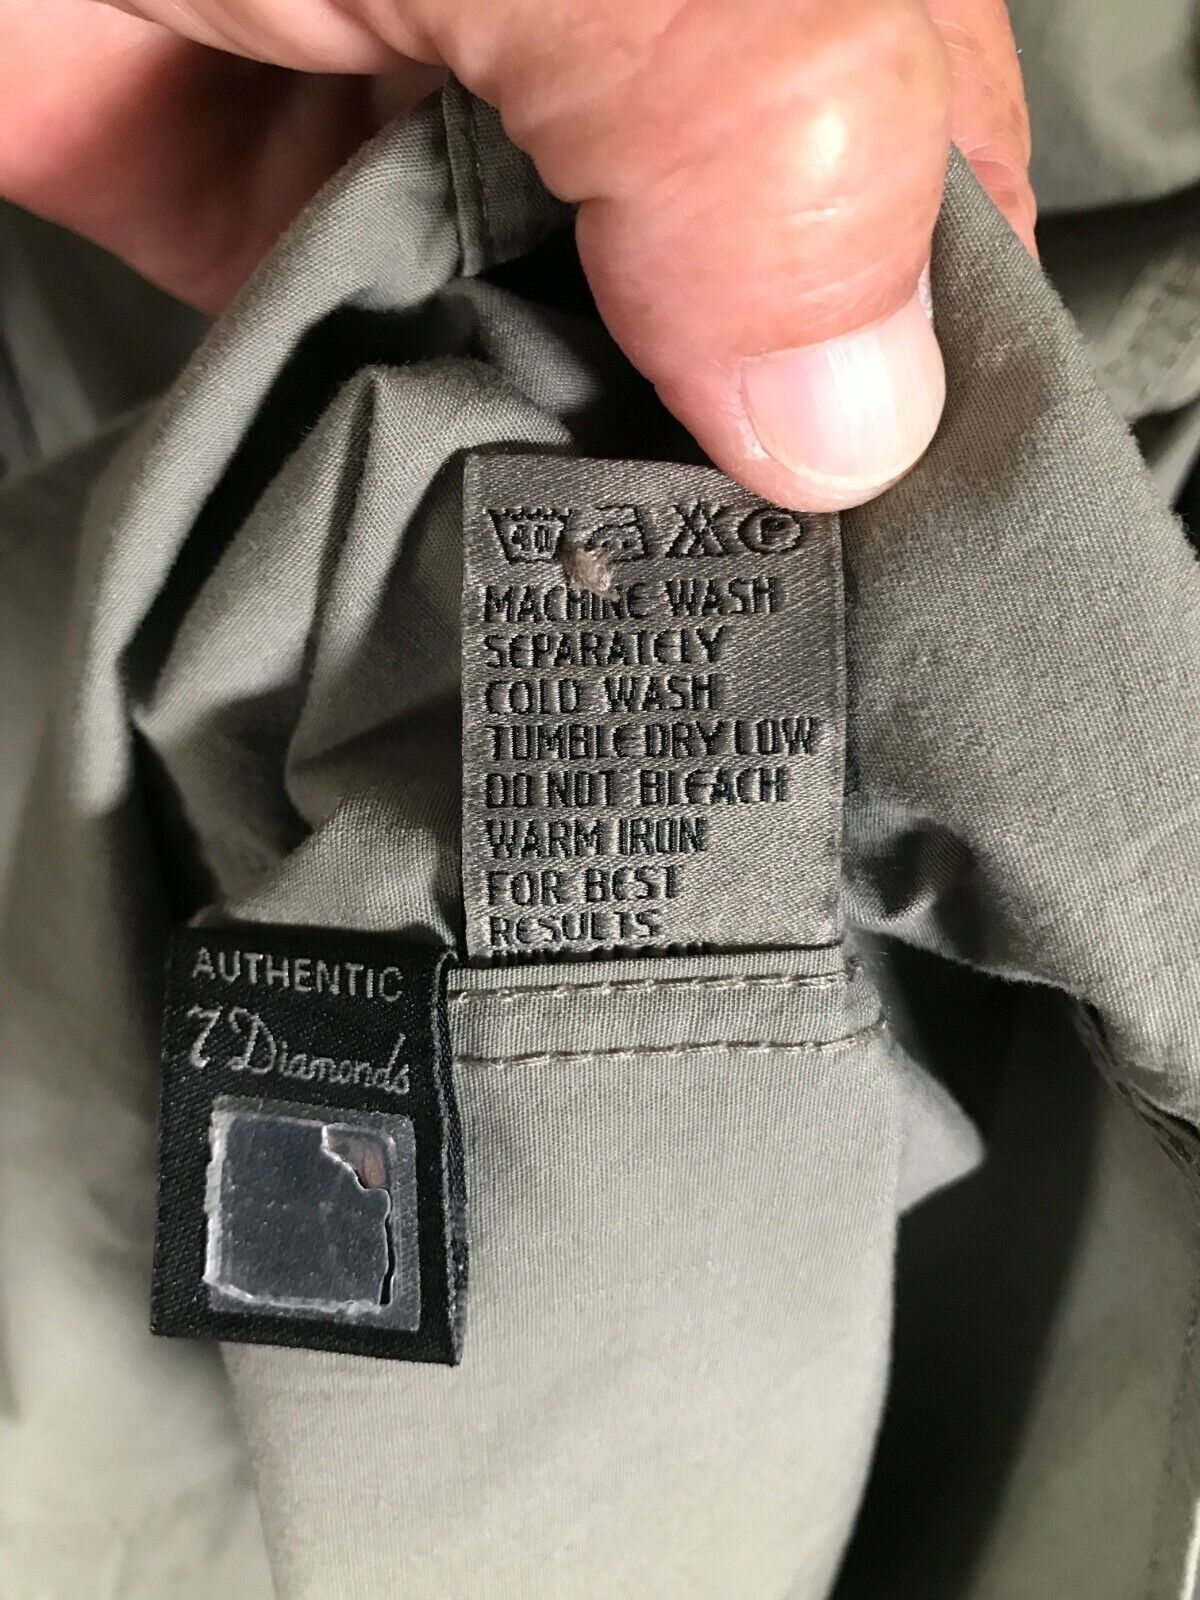 40 P
MACHINE WASH
SEPARATELY
COLD WASH
TUMBLE DRY LOW
DO NOT BLEACH
WARM IRON
FOR BEST
RESULTS
AUTHENTIC
7 Diamonds